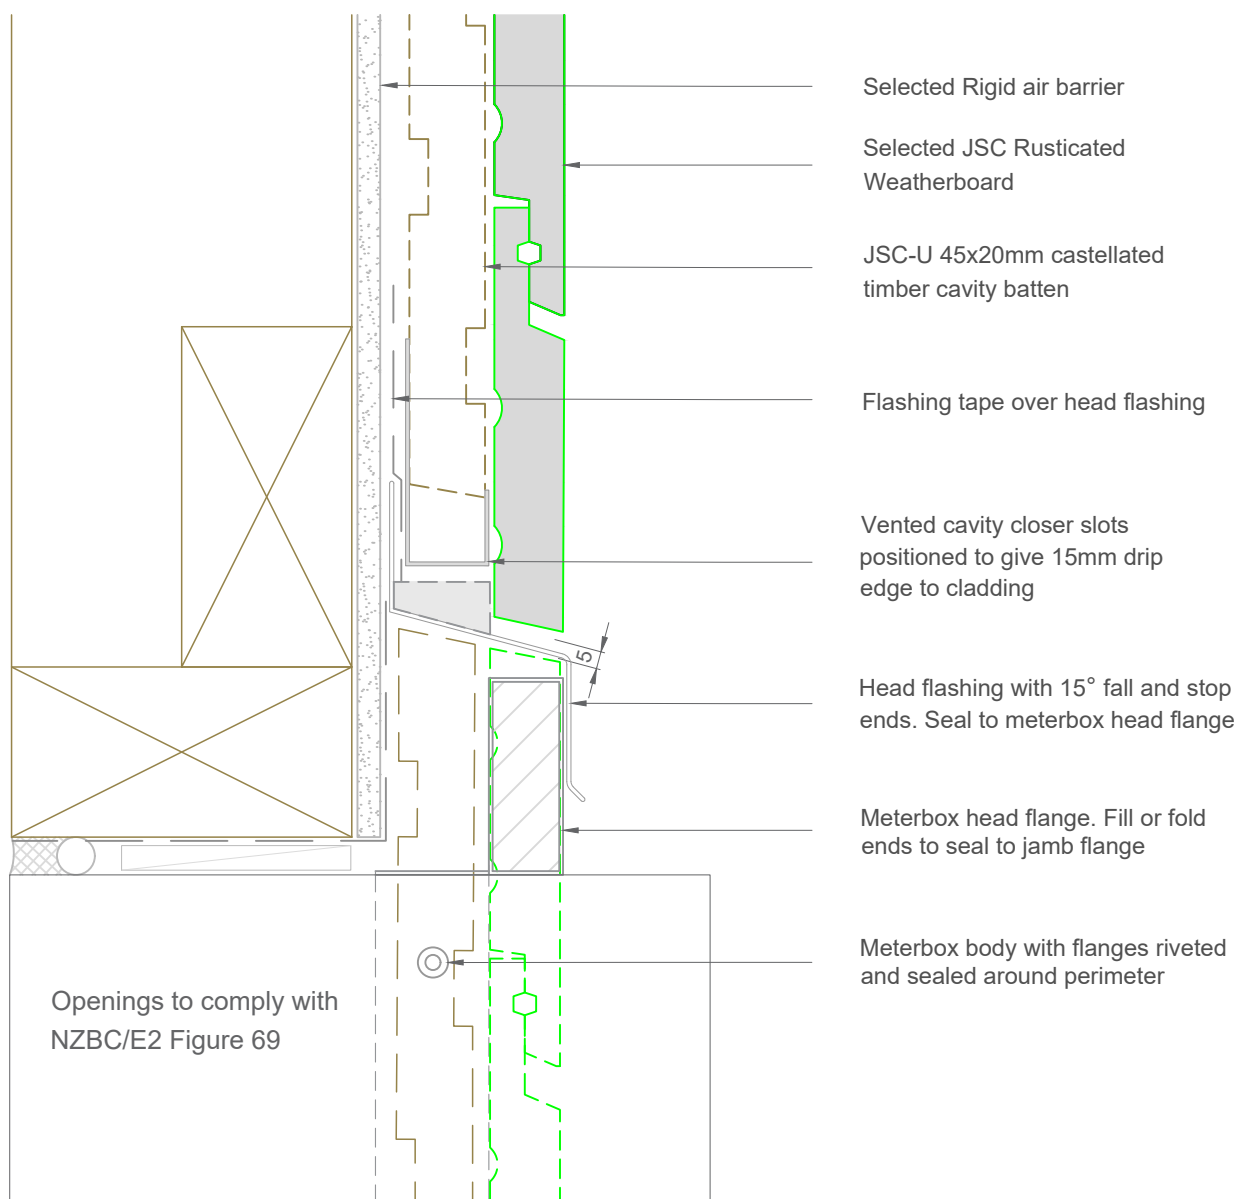 Selected Rigid air barrier
Selected JSC Rusticated
Weatherboard
JSC-U 45x20mm castellated
timber cavity batten
Flashing tape over head flashing
Vented cavity closer slots
positioned to give 15mm drip
edge to cladding
5
Head flashing with 15° fall and stop
ends. Seal to meterbox head flange
Meterbox head flange. Fill or fold
ends to seal to jamb flange
Meterbox body with flanges riveted
and sealed around perimeter
Openings to comply with
NZBC/E2 Figure 69